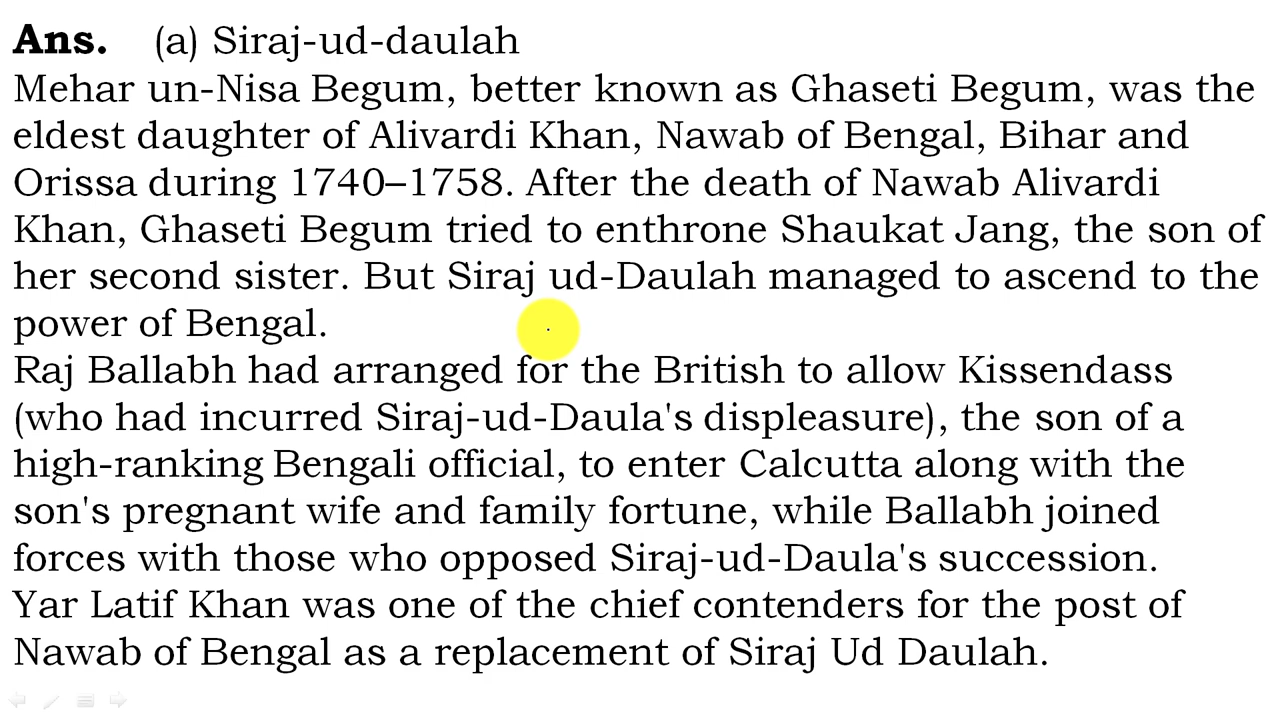 Ans. (a) Siraj-ud-daulah
Mehar un-Nisa Begum, better known as Ghaseti Begum, was the
eldest daughter of Alivardi Khan, Nawab of Bengal, Bihar and
Orissa during 1740–1758. After the death of Nawab Alivardi
Khan, Ghaseti Begum tried to enthrone Shaukat Jang, the son of
her second sister. But Siraj ud-Daulah managed to ascend to the
power of Bengal.
Raj Ballabh had arranged for the British to allow Kissendass
(who had incurred Siraj-ud-Daula's displeasure), the son of a
high-ranking Bengali official, to enter Calcutta along with the
son's pregnant wife and family fortune, while Ballabh joined
forces with those who opposed Siraj-ud-Daula's succession.
Yar Latif Khan was one of the chief contenders for the post of
Nawab of Bengal as a replacement of Siraj Ud Daulah.